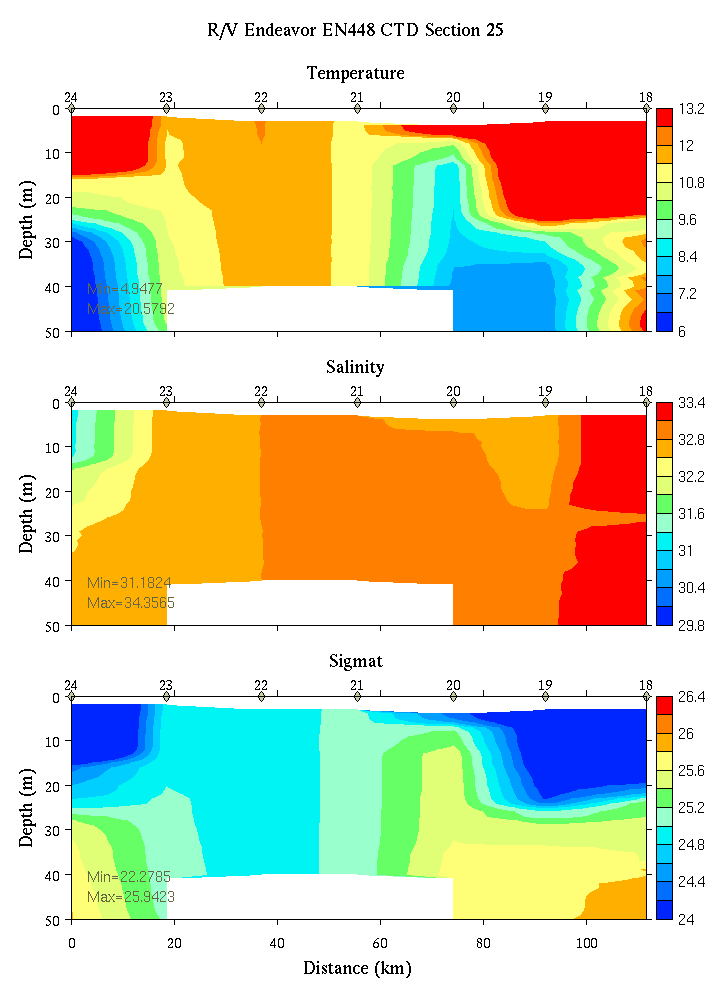 R/V Endeavor EN448 CTD Section 25
Temperature
24 23 22 21 20 19 18
0 10 20 30 40 50
Depth (m)
Min=4.9477
Max=20.5792
13.2 12 10.8 9.6 8.4 7.2 6
Salinity
24 23 22 21 20 19 18
0 10 20 30 40 50
Depth (m)
Min=31.1824
Max=34.3565
33.4 32.8 32.2 31.6 31 30.4 29.8
Sigmat
24 23 22 21 20 19 18
0 10 20 30 40 50
Depth (m)
Min=22.2785
Max=25.9423
26.4 26 25.6 25.2 24.8 24.4 24
0 20 40 60 80 100
Distance (km)